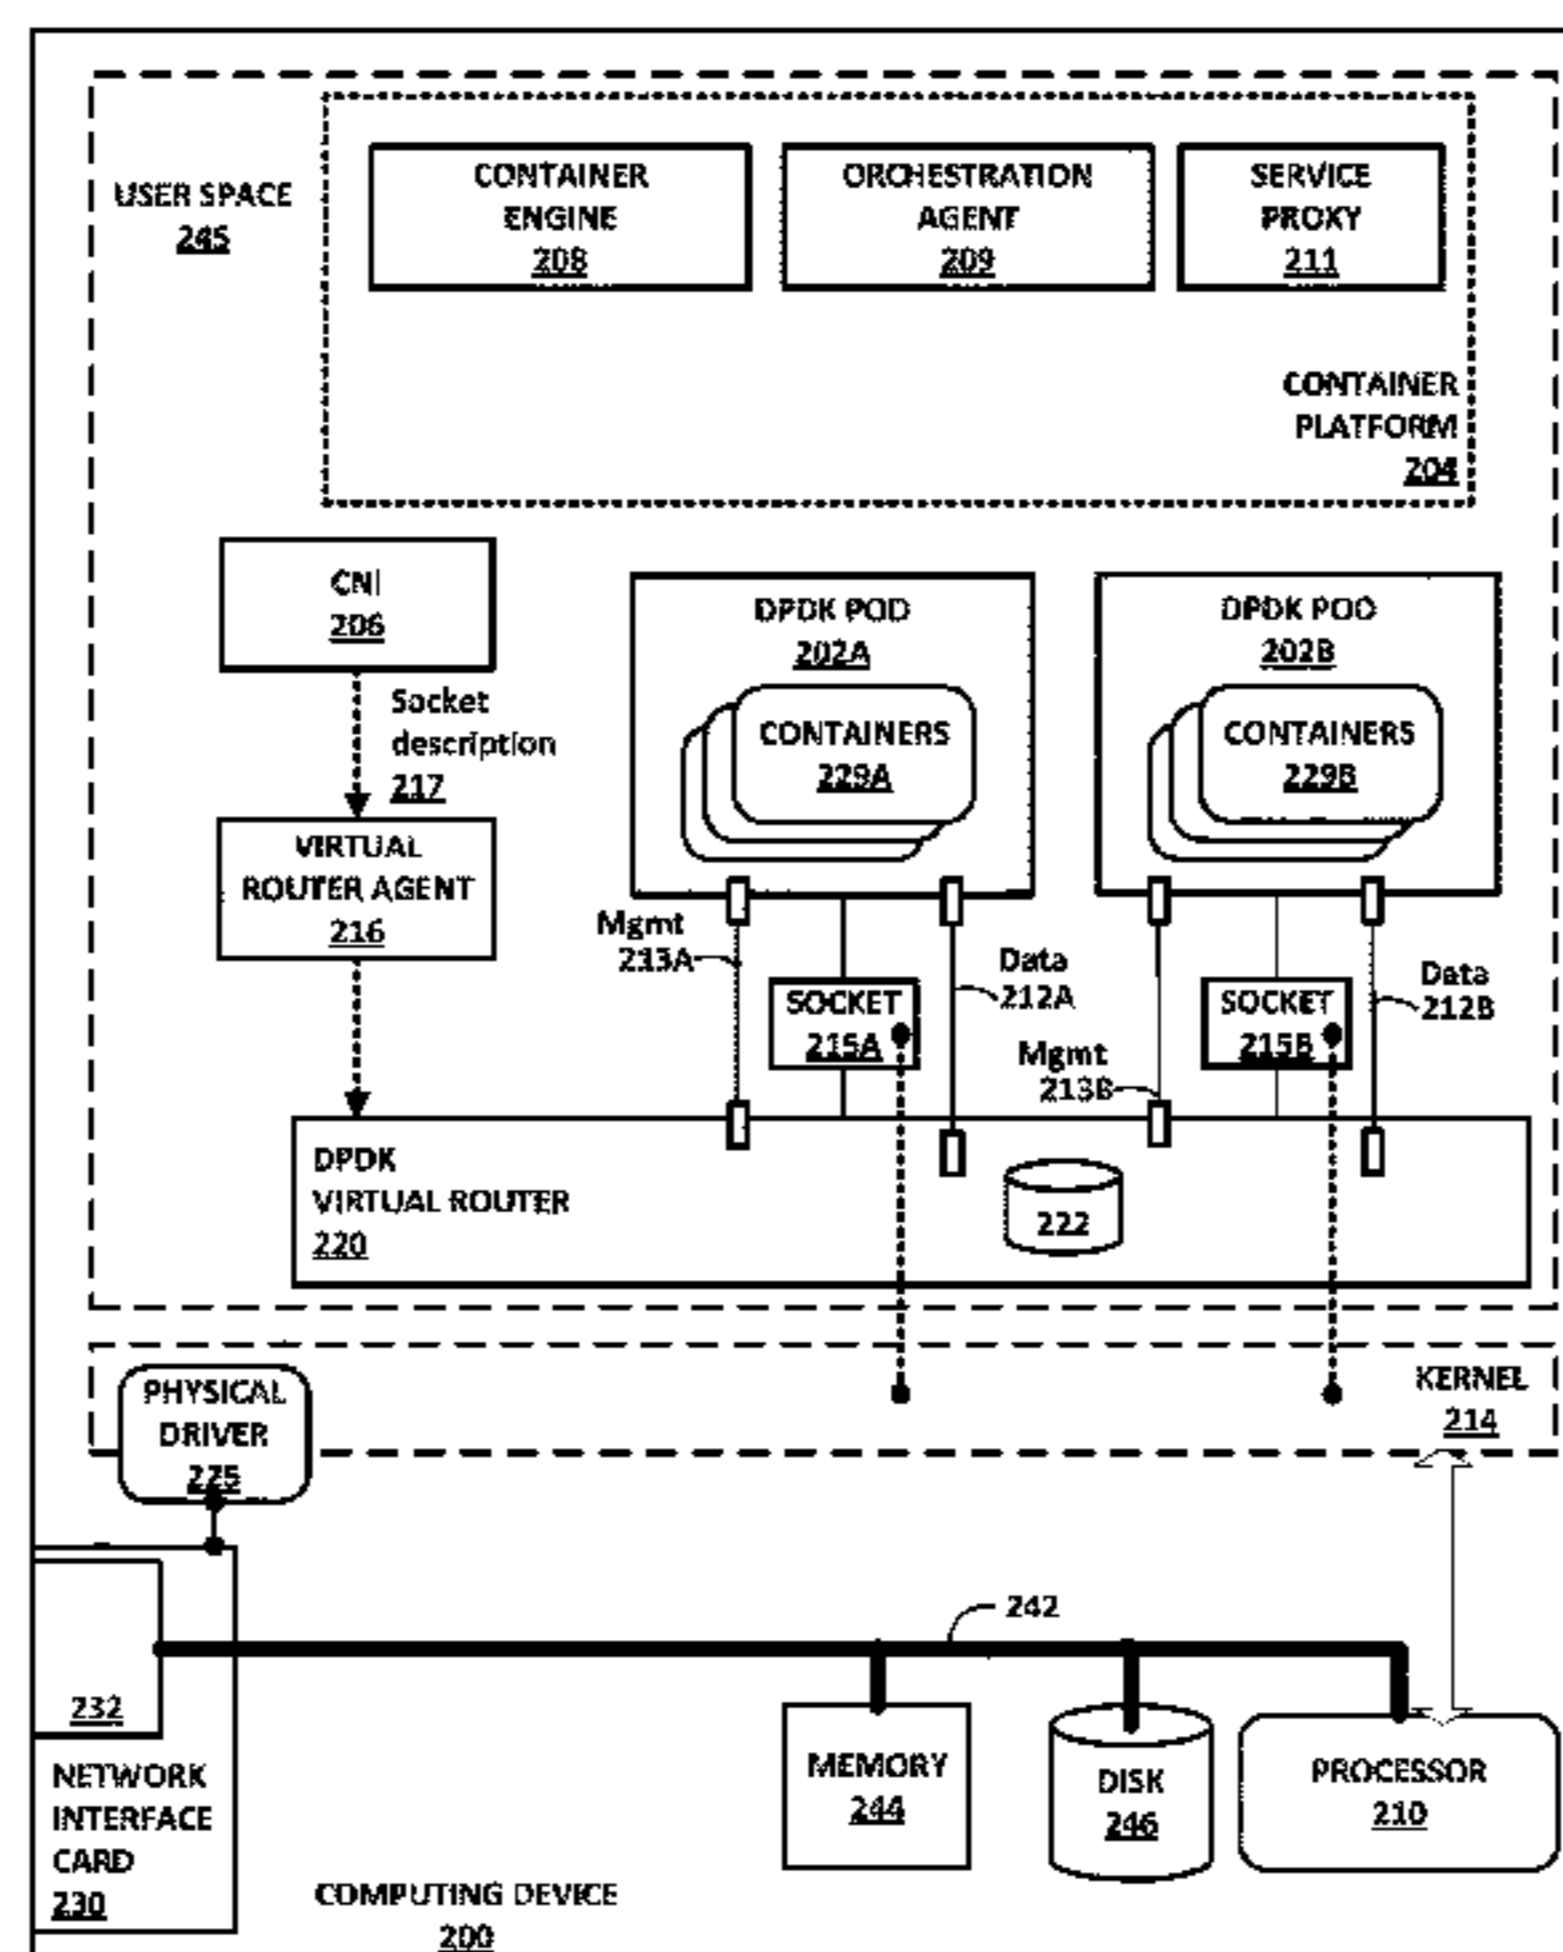 USER SPACE
245
CONTAINER
ENGINE
208
ORCHESTRATION
AGENT
209
SERVICE
PROXY
211
CONTAINER
PLATFORM
204
CNI
206
Socket
description
217
VIRTUAL
ROUTER AGENT
216
DPDK POD
202A
CONTAINERS
229A
DPDK POD
202B
CONTAINERS
229B
Mgmt
213A
SOCKET
215A
Data
212A
Mgmt
213B
SOCKET
215B
Data
212B
DPDK
VIRTUAL ROUTER
220
222
KERNEL
214
PHYSICAL
DRIVER
225
242
232
NETWORK
INTERFACE
CARD
230
MEMORY
244
DISK
246
PROCESSOR
210
COMPUTING DEVICE
200